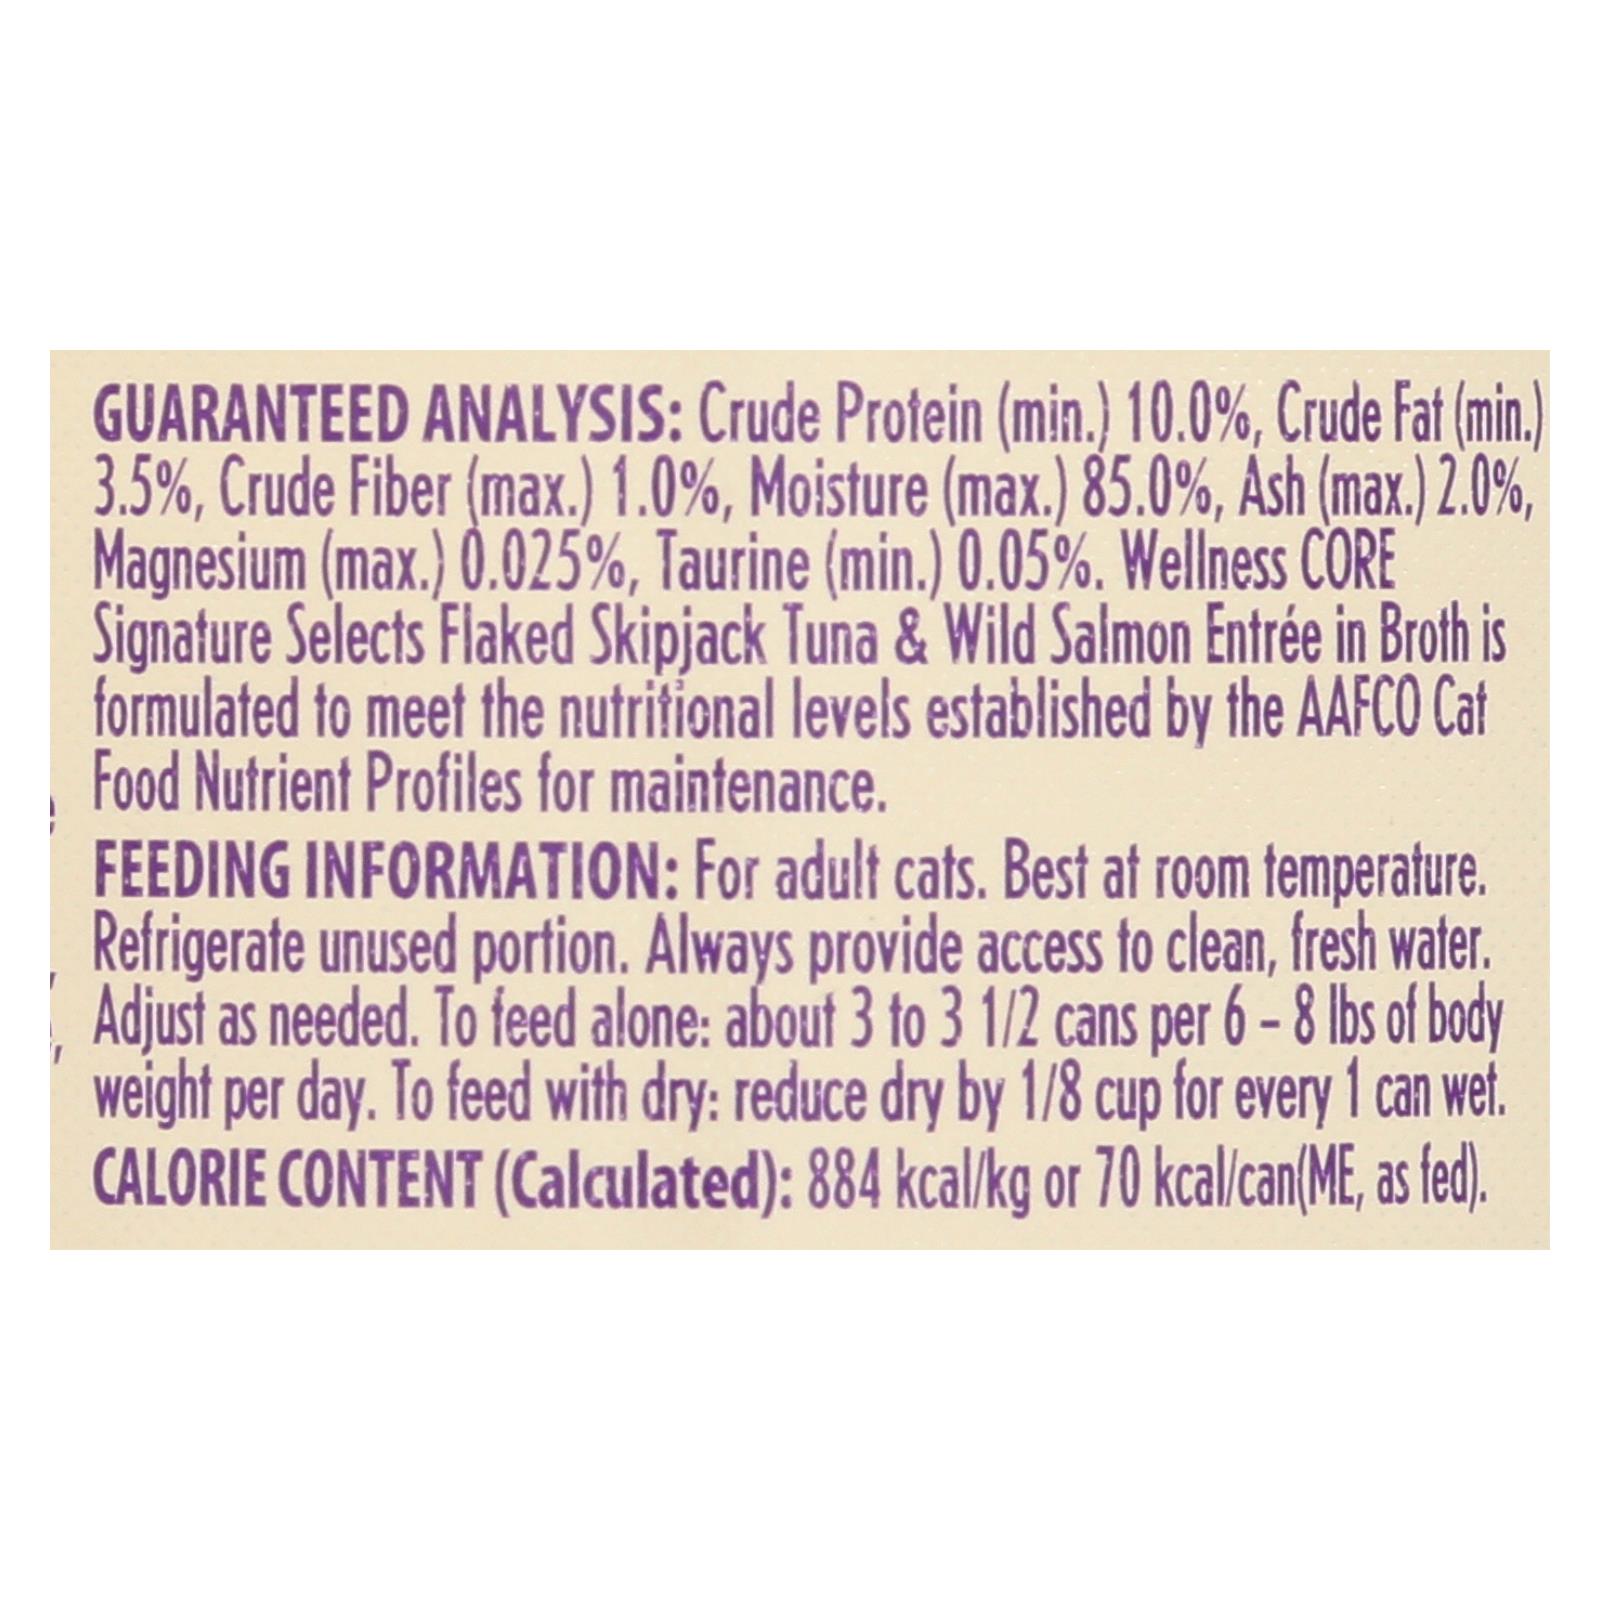 GUARANTEED ANALYSIS: Crude Protein (min.) 10.0%, Crude Fat (min.)
3.5%, Crude Fiber (max.) 1.0%, Moisture (max.) 85.0%, Ash (max.) 2.0%,
Magnesium (max.) 0.025%, Taurine (min.) 0.05%. Wellness CORE
Signature Selects Flaked Skipjack Tuna & Wild Salmon Entrée in Broth is
formulated to meet the nutritional levels established by the AAFCO Cat
Food Nutrient Profiles for maintenance.
FEEDING INFORMATION: For adult cats. Best at room temperature.
Refrigerate unused portion. Always provide access to clean, fresh water.
Adjust as needed. To feed alone: about 3 to 3 1/2 cans per 6 – 8 lbs of body
weight per day. To feed with dry: reduce dry by 1/8 cup for every 1 can wet.
CALORIE CONTENT (Calculated): 884 kcal/kg or 70 kcal/can(ME, as fed).